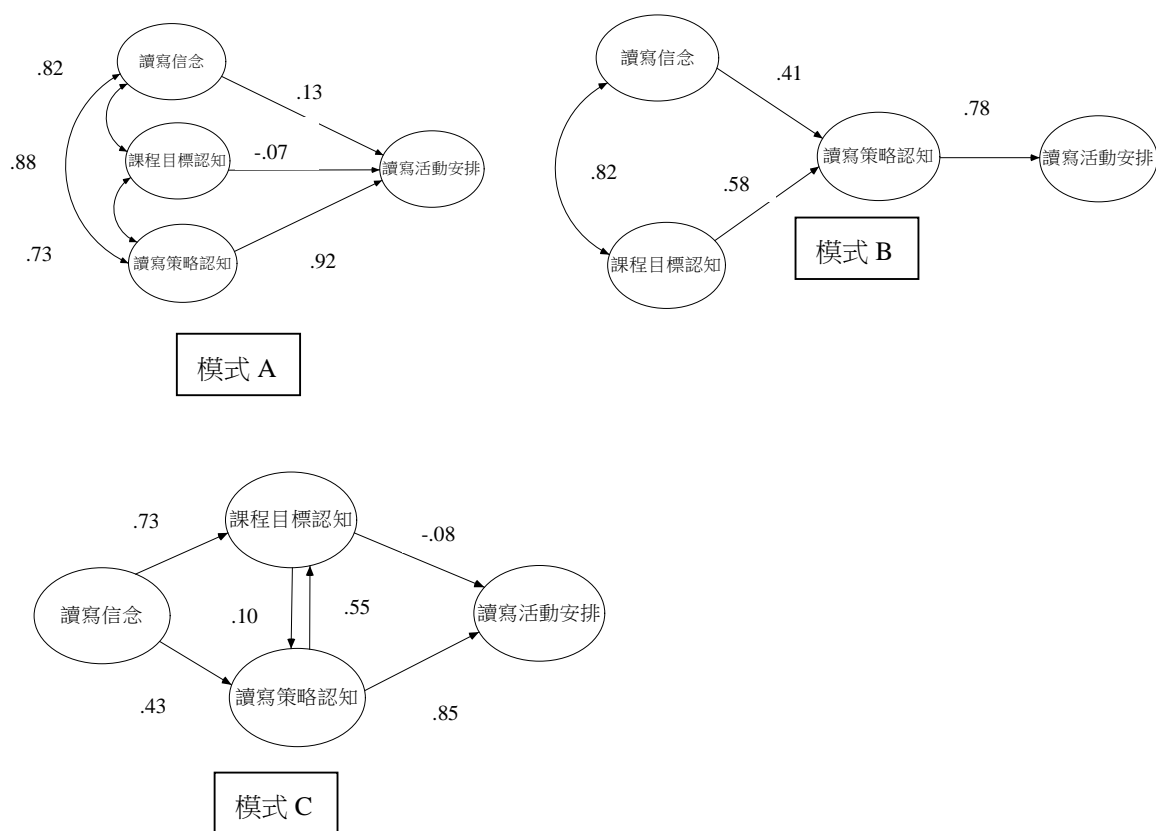 讀寫信念
.82
.13
課程目標認知
-.07
讀寫活動安排
.88
讀寫策略認知
.73
.92
模式 A
讀寫信念
.41
.78
讀寫策略認知
讀寫活動安排
.82
.58
課程目標認知
模式 B
課程目標認知
.73
-.08
讀寫信念
.10
.55
讀寫活動安排
讀寫策略認知
.43
.85
模式 C